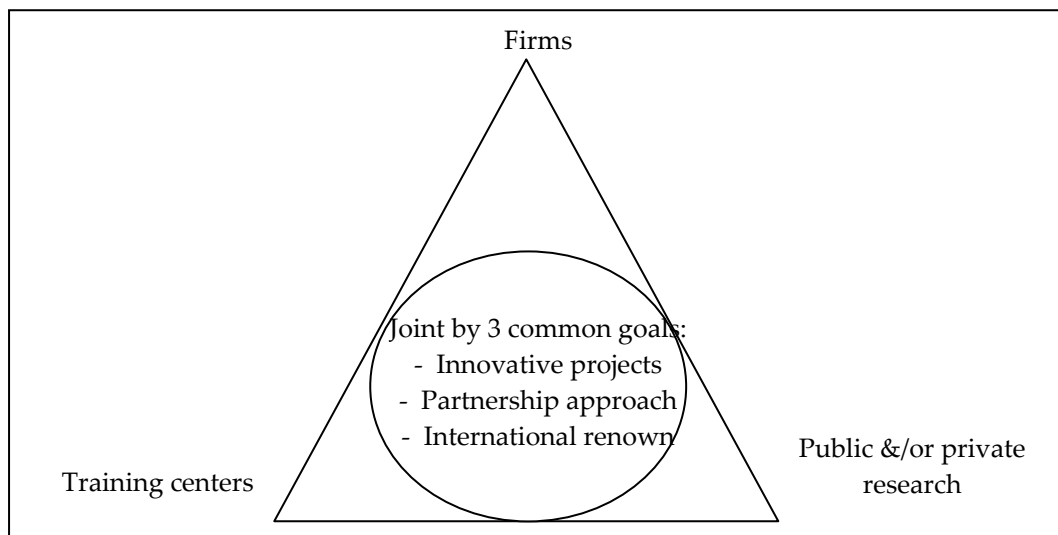 Firms
Joint by 3 common goals:
- Innovative projects
- Partnership approach
- International renown
Training centers
Public &/or private
research